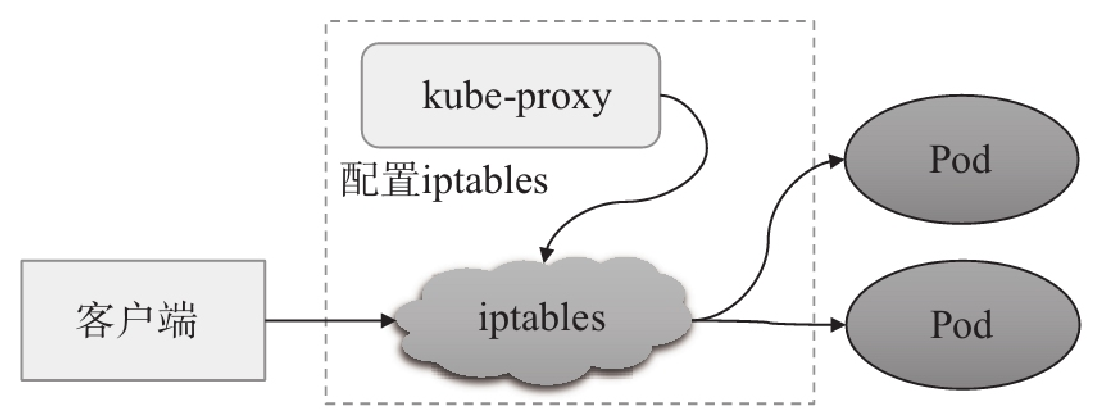 kube-proxy
配置iptables
客户端
iptables
Pod
Pod